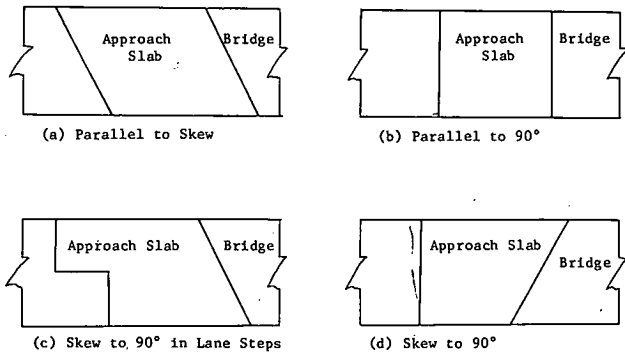 Approach
Slab
Bridge
(a) Parallel to Skew
Approach
Slab
Bridge
(b) Parallel to 90°
Approach Slab
Bridge
(c) Skew to 90° in Lane Steps
Approach Slab
Bridge
(d) Skew to 90°